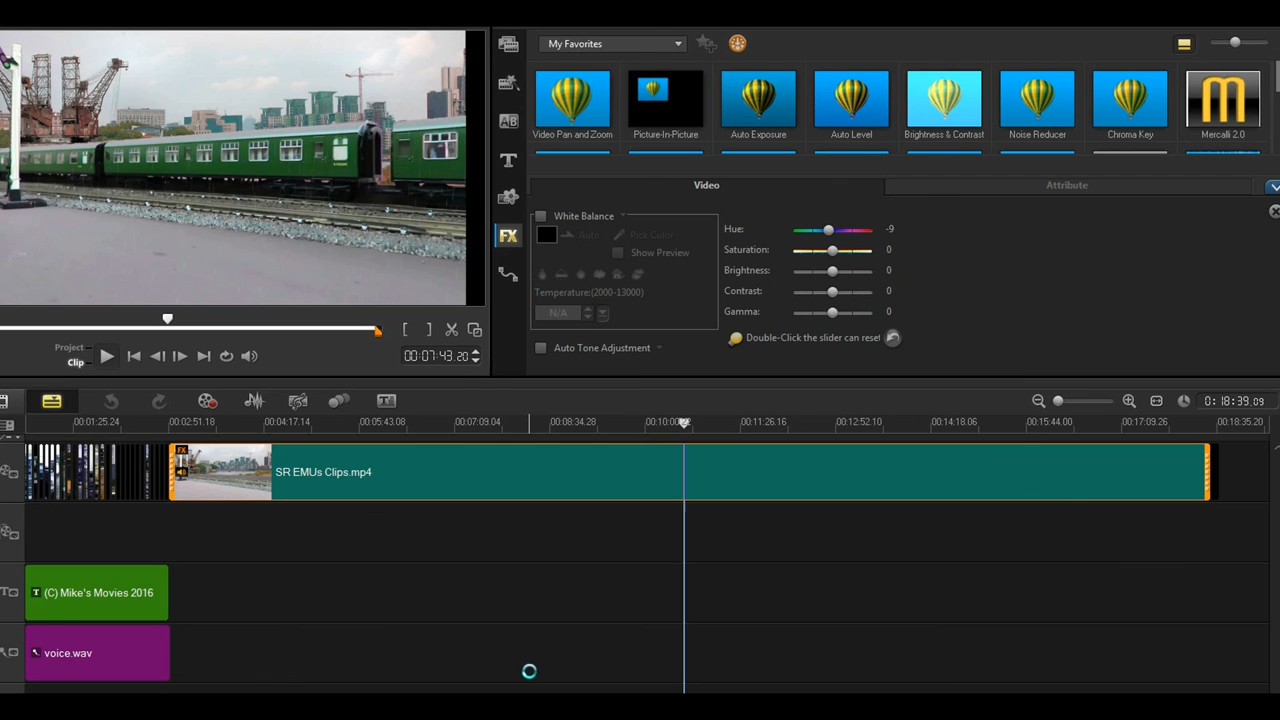 My Favorites
Video Pan and Zoom
Picture-In-Picture
Auto Exposure
Auto Level
Brightness & Contrast
Noise Reducer
Chroma Key
Mercalli 2.0
AB
T
FX
Video
Attribute
White Balance
Auto
Pick Color
Show Preview
Temperature:(2000-13000)
N/A
Auto Tone Adjustment
Hue: -9
Saturation: 0
Brightness: 0
Contrast: 0
Gamma: 0
Double-Click the slider can reset
Project
Clip
[ ]
00:07:43.20
0:18:39.09
00:01:25.24 00:02:51.18 00:04:17.14 00:05:43.08 00:07:09.04 00:08:34.28 00:11:26.16 00:12:52.10 00:14:18.06 00:15:44.00 00:17:09.26 00:18:35.20
FX
SR EMUs Clips.mp4
T (C) Mike's Movies 2016
voice.wav